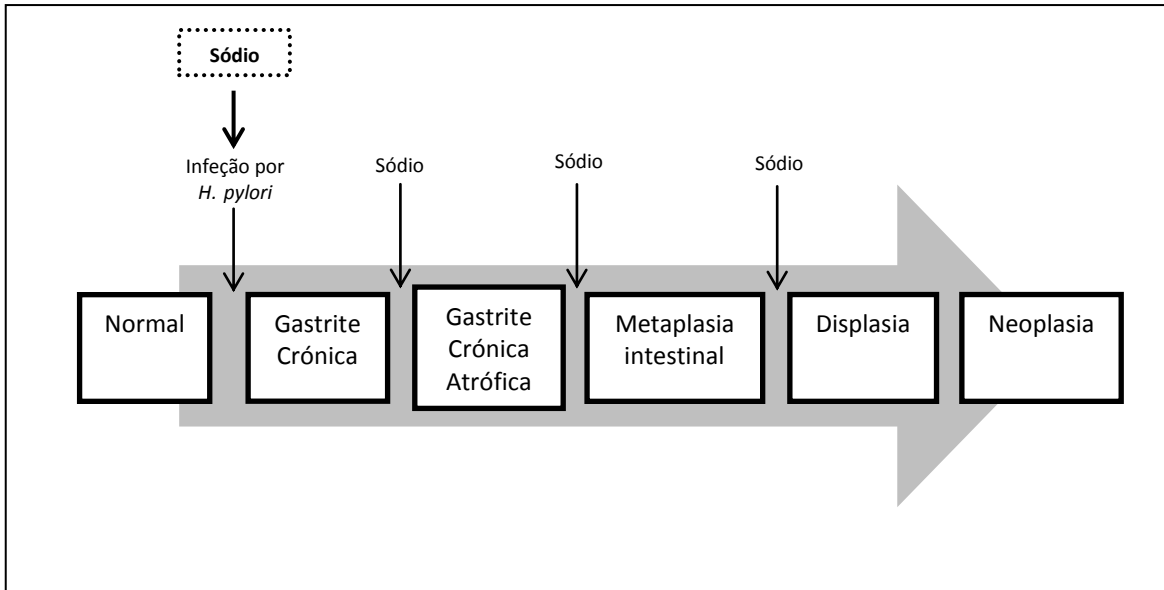 Sódio
Infeção por
H. pylori
Sódio
Sódio
Sódio
Normal
Gastrite
Crónica
Gastrite
Crónica
Atrófica
Metaplasia
intestinal
Displasia
Neoplasia